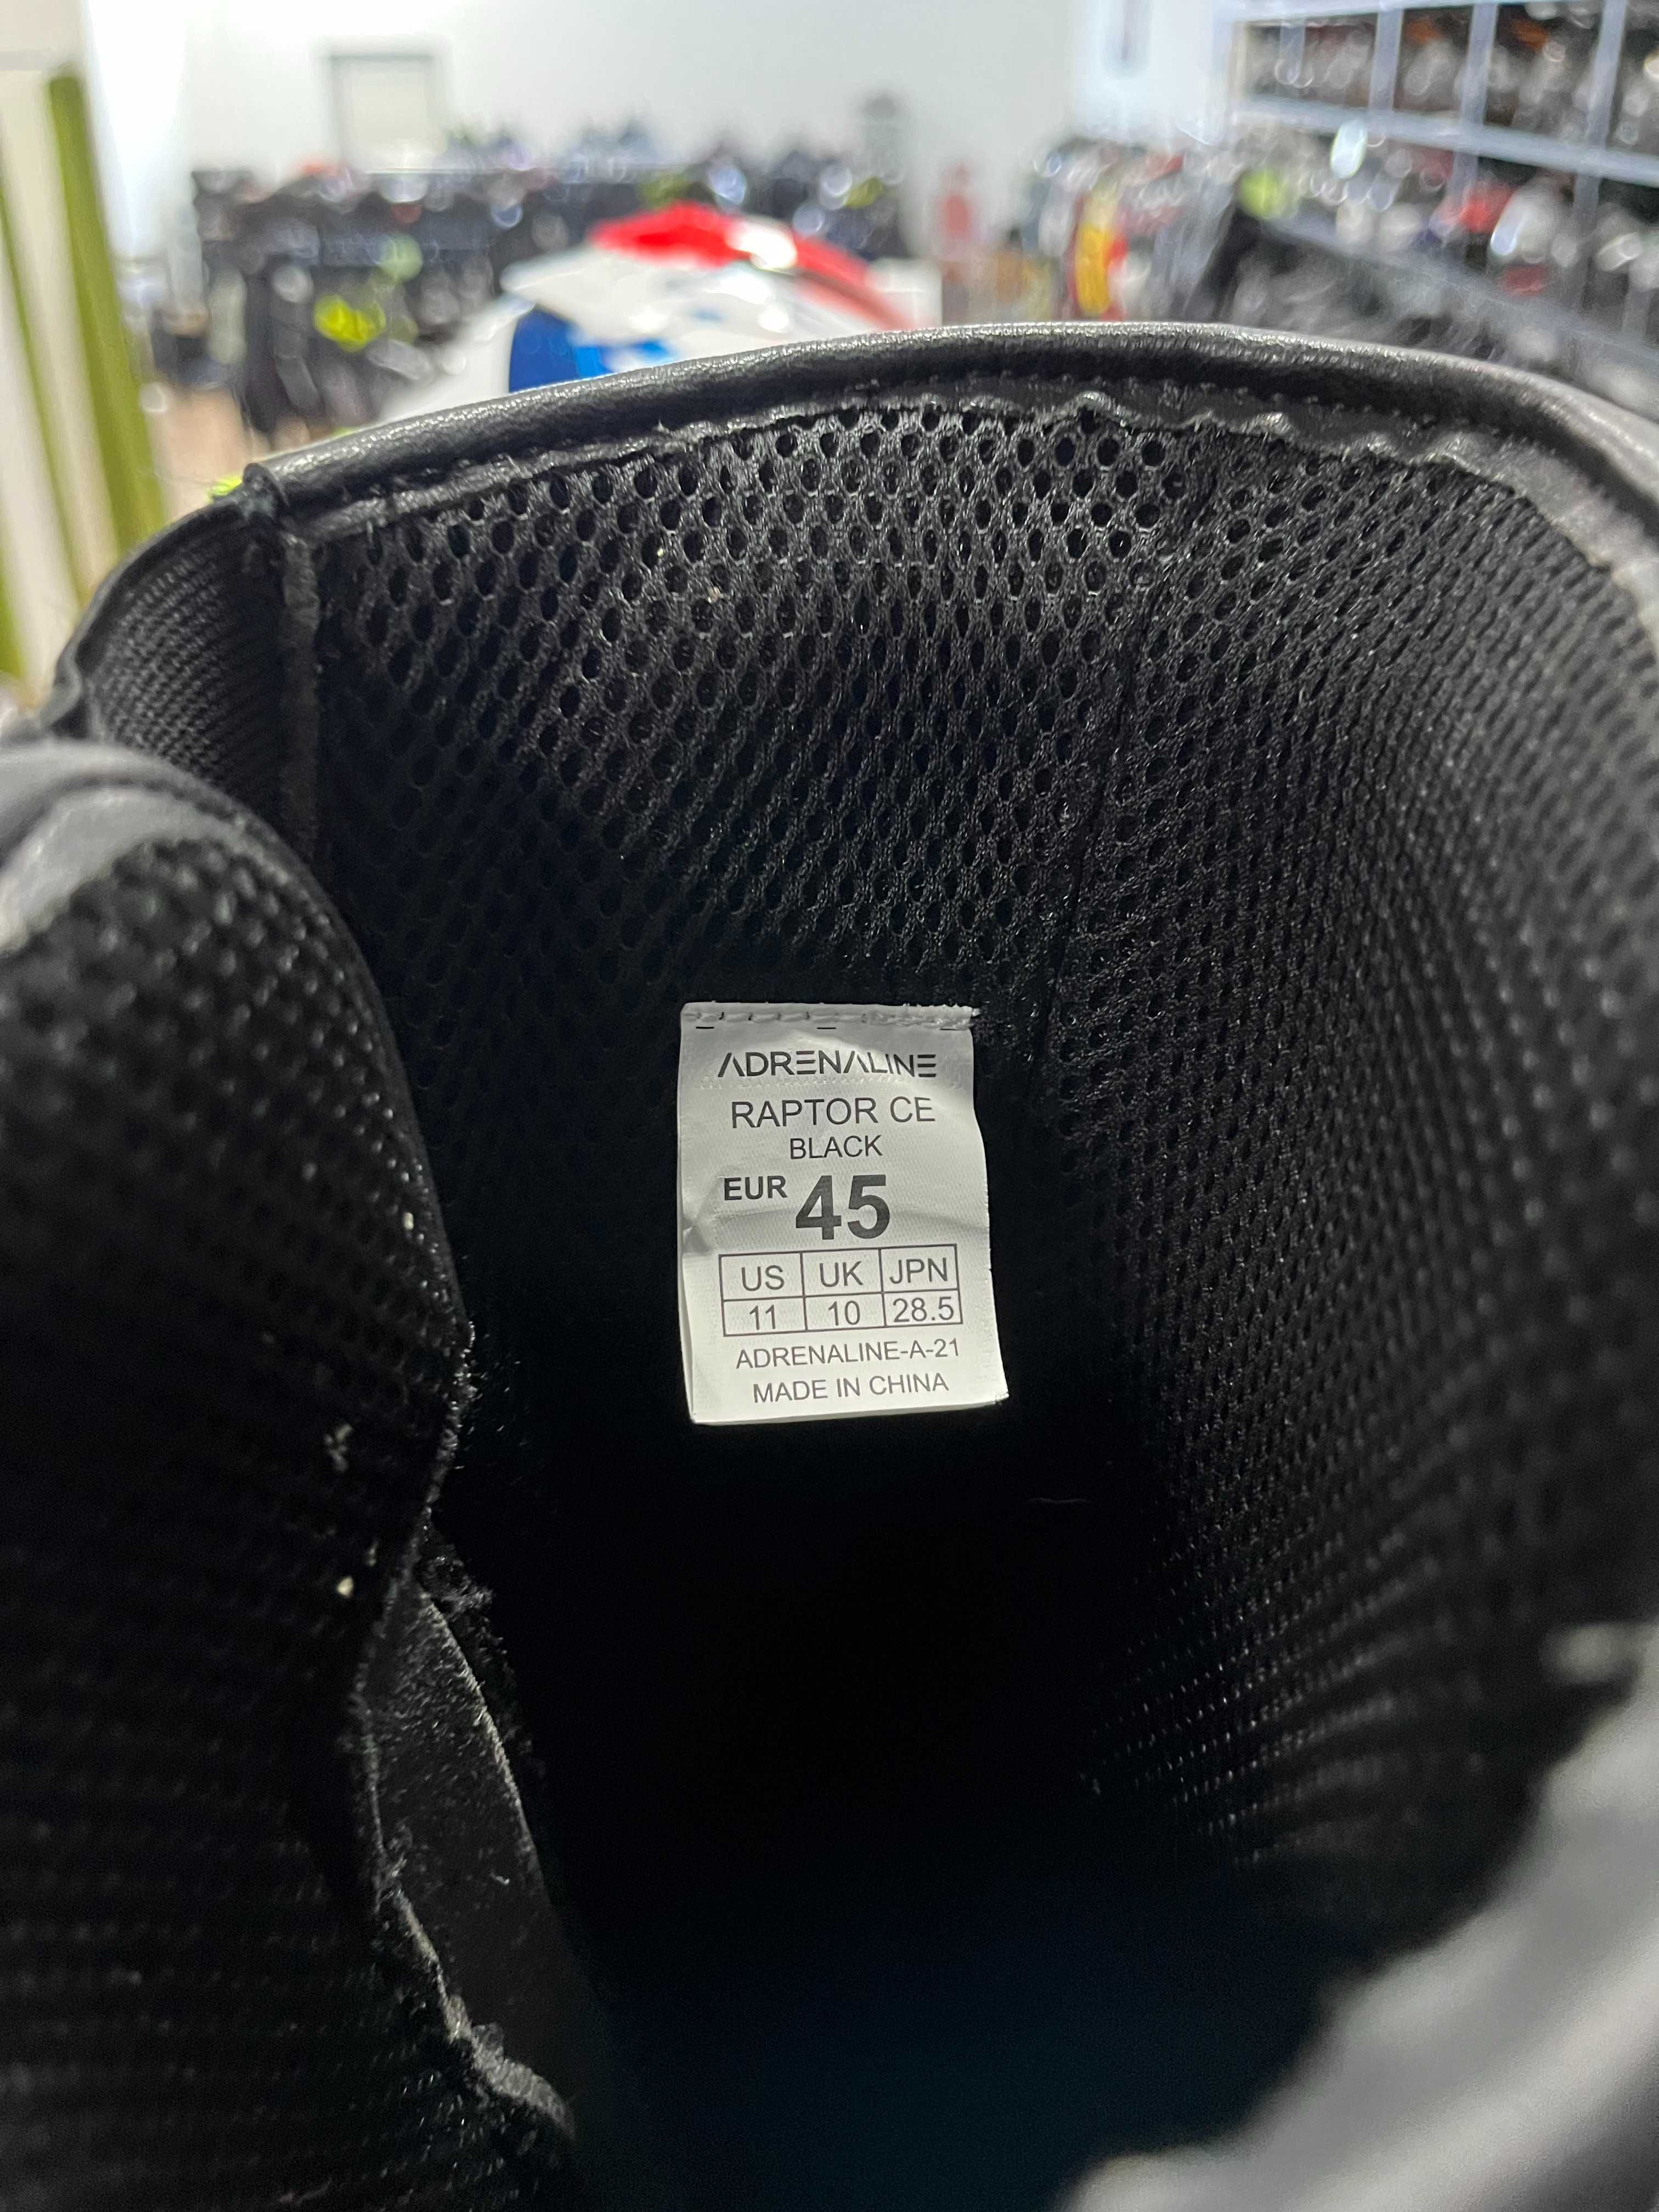 ADRENALINE
RAPTOR CE
BLACK
EUR 45
US UK JPN
11 10 28.5
ADRENALINE-A-21
MADE IN CHINA